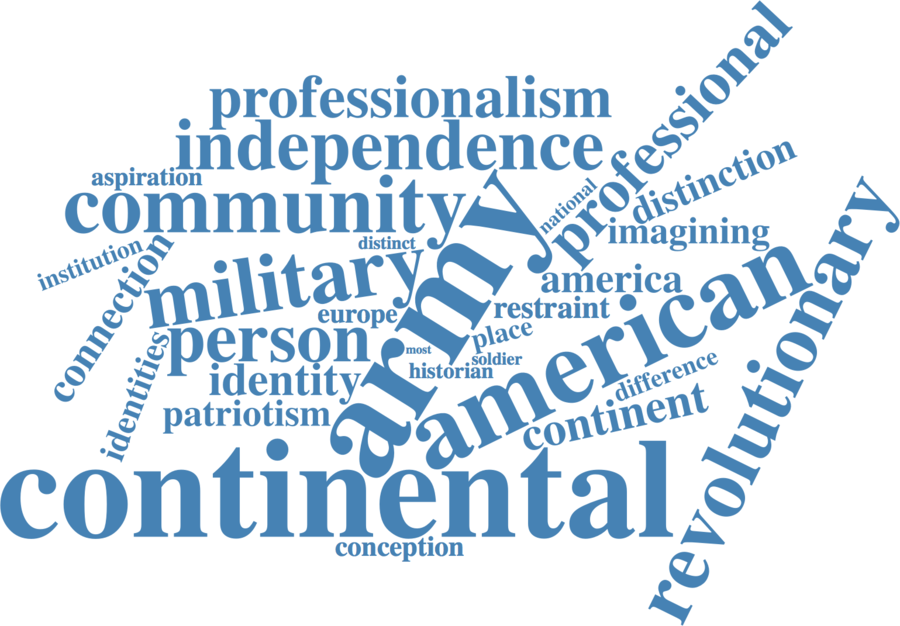 professional
professionalism
independence
distinction
aspiration
community
national
revolutionary
imagining
distinct
institution
connection
military
army
america
american
restraint
europe
person
place
most
soldier
historian
identities
identity
difference
patriotism
continent
continental
conception